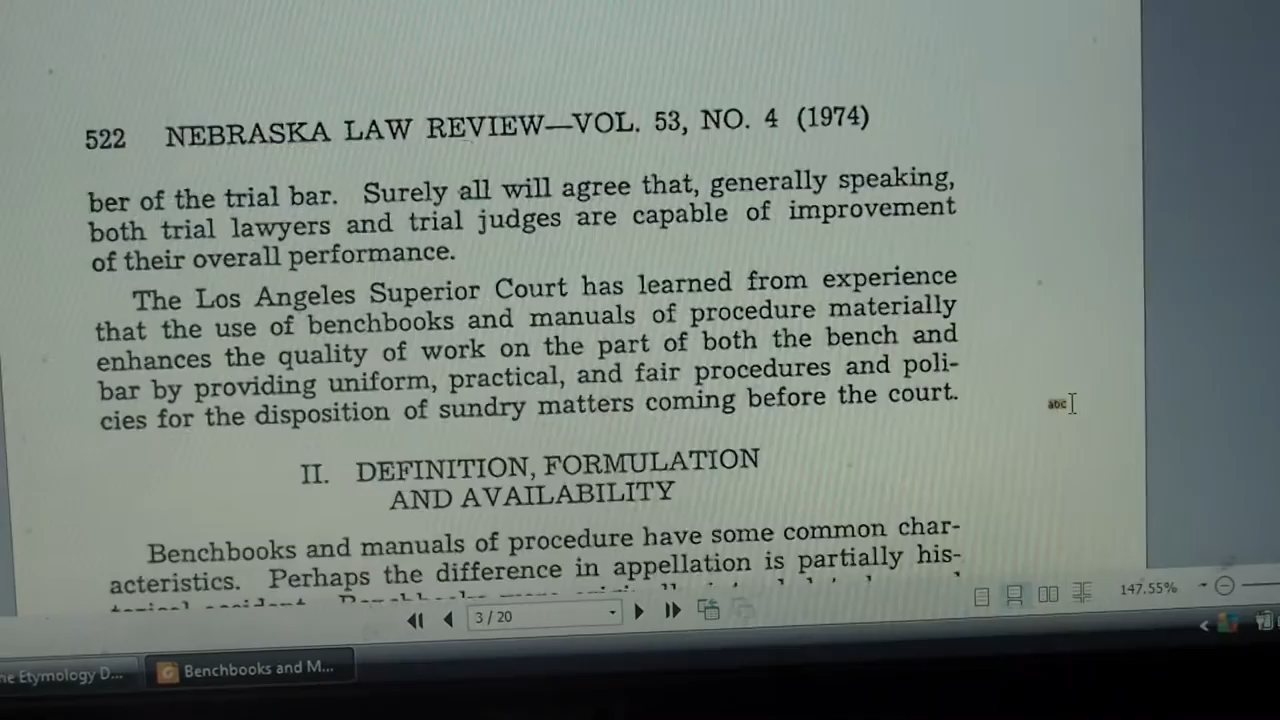 522 NEBRASKA LAW REVIEW—VOL. 53, NO. 4 (1974)
ber of the trial bar. Surely all will agree that, generally speaking,
both trial lawyers and trial judges are capable of improvement
of their overall performance.
The Los Angeles Superior Court has learned from experience
that the use of benchbooks and manuals of procedure materially
enhances the quality of work on the part of both the bench and
bar by providing uniform, practical, and fair procedures and poli-
cies for the disposition of sundry matters coming before the court.
abc
II. DEFINITION, FORMULATION
AND AVAILABILITY
Benchbooks and manuals of procedure have some common char-
acteristics. Perhaps the difference in appellation is partially his-
3 / 20
147.55%
ne Etymology D...
Benchbooks and M...